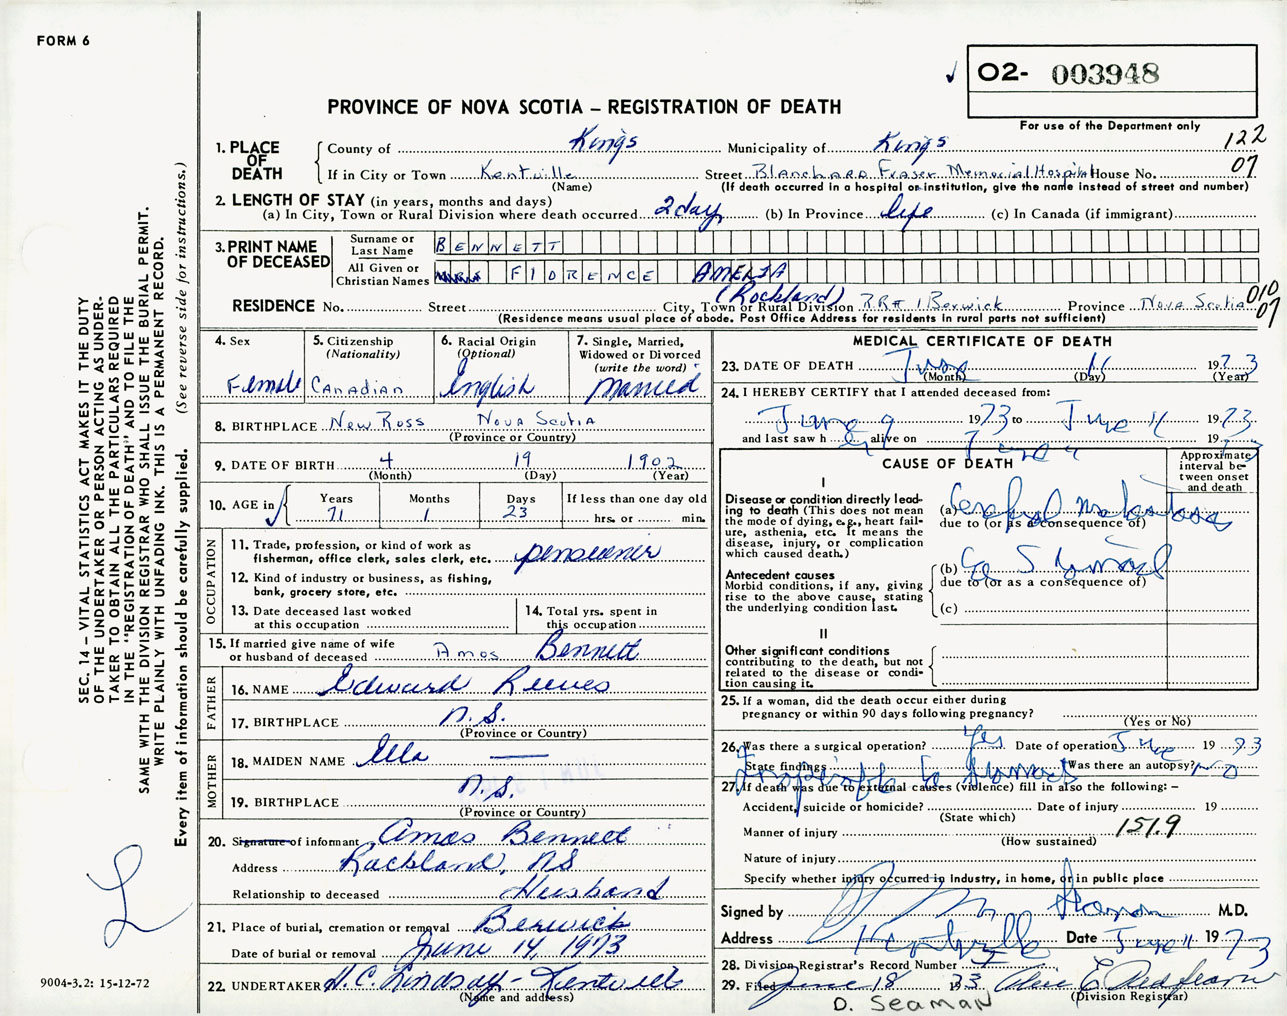 FORM 6
✓ O2- 003948
PROVINCE OF NOVA SCOTIA – REGISTRATION OF DEATH
For use of the Department only
1. PLACE OF DEATH { County of Kings Municipality of Kings 122
If in City or Town Kentville Street Blanchard Fraser Memorial Hospital House No. 07
(Name) (If death occurred in a hospital or institution, give the name instead of street and number)
2. LENGTH OF STAY (in years, months and days)
(a) In City, Town or Rural Division where death occurred 2 days (b) In Province life (c) In Canada (if immigrant)
3. PRINT NAME OF DECEASED
Surname or Last Name BENNETT
All Given or Christian Names FLORENCE AMELIA
(Rockland) 010
RESIDENCE No. Street City, Town or Rural Division R.R# 1 Berwick Province Nova Scotia 07
(Residence means usual place of abode. Post Office Address for residents in rural parts not sufficient)
4. Sex
Female
5. Citizenship
(Nationality)
Canadian
6. Racial Origin
(Optional)
English
7. Single, Married,
Widowed or Divorced
(write the word)
Married
8. BIRTHPLACE New Ross Nova Scotia
(Province or Country)
9. DATE OF BIRTH 4 19 1902
(Month) (Day) (Year)
10. AGE in Years Months Days If less than one day old
✓ 71 1 23 hrs. or min.
OCCUPATION
11. Trade, profession, or kind of work as
fisherman, office clerk, sales clerk, etc. pensioner
12. Kind of industry or business, as fishing,
bank, grocery store, etc.
13. Date deceased last worked
at this occupation
14. Total yrs. spent in
this occupation
15. If married give name of wife
or husband of deceased Amos Bennett
FATHER
16. NAME Edward Reeves
17. BIRTHPLACE N.S.
(Province or Country)
MOTHER
18. MAIDEN NAME Ella —
19. BIRTHPLACE N.S.
(Province or Country)
20. Signature of informant Amos Bennett
Address Rockland, NS
Relationship to deceased Husband
21. Place of burial, cremation or removal Berwick
Date of burial or removal June 14, 1973
22. UNDERTAKER H.C. Lindsay - Kentville
(Name and address)
MEDICAL CERTIFICATE OF DEATH
23. DATE OF DEATH June 11 1973
(Month) (Day) (Year)
24. I HEREBY CERTIFY that I attended deceased from:
June 9 1973 to June 11 1973
and last saw h er alive on June 11 19
CAUSE OF DEATH
Approximate
interval be-
tween onset
and death
I
Disease or condition directly lead-
ing to death (This does not mean
the mode of dying, e.g., heart fail-
ure, asthenia, etc. It means the
disease, injury, or complication
which caused death.)
(a)
due to (or as a consequence of)
Antecedent causes
Morbid conditions, if any, giving
rise to the above cause, stating
the underlying condition last.
(b) Ca Stomach
due to (or as a consequence of)
(c)
II
Other significant conditions
contributing to the death, but not
related to the disease or condi-
tion causing it.
25. If a woman, did the death occur either during
pregnancy or within 90 days following pregnancy?
(Yes or No)
26. Was there a surgical operation? Yes Date of operation June 1973
State findings Inoperable Ca Stomach Was there an autopsy? no
27. If death was due to external causes (violence) fill in also the following: –
Accident, suicide or homicide? Date of injury 19
(State which)
Manner of injury 151.9
(How sustained)
Nature of injury
Specify whether injury occurred in Industry, in home, or in public place
Signed by M.D.
Address Kentville Date June 11 1973
28. Division Registrar's Record Number
29. Filed June 18 1973
(Division Registrar)
D. Seaman
SEC. 14 – VITAL STATISTICS ACT MAKES IT THE DUTY
OF THE UNDERTAKER OR PERSON ACTING AS UNDER-
TAKER TO OBTAIN ALL THE PARTICULARS REQUIRED
IN THE "REGISTRATION OF DEATH" AND TO FILE THE
SAME WITH THE DIVISION REGISTRAR WHO SHALL ISSUE THE BURIAL PERMIT.
WRITE PLAINLY WITH UNFADING INK. THIS IS A PERMANENT RECORD.
Every item of information should be carefully supplied. (See reverse side for instructions.)
L
9004-3.2: 15-12-72